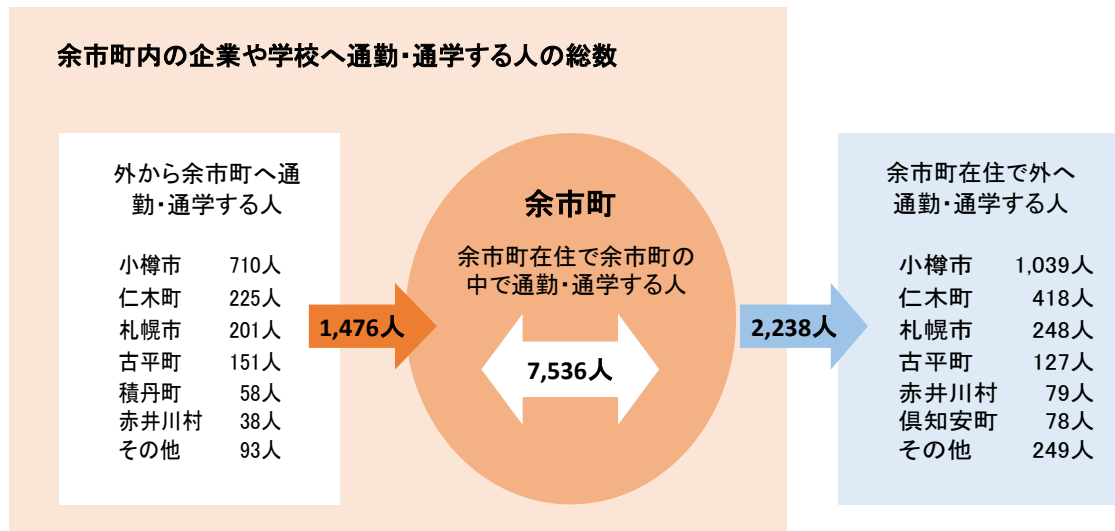 余市町内の企業や学校へ通勤・通学する人の総数
外から余市町へ通
勤・通学する人
小樽市 710人
仁木町 225人
札幌市 201人
古平町 151人
積丹町 58人
赤井川村 38人
その他 93人
1,476人
余市町
余市町在住で余市町の
中で通勤・通学する人
7,536人
2,238人
余市町在住で外へ
通勤・通学する人
小樽市 1,039人
仁木町 418人
札幌市 248人
古平町 127人
赤井川村 79人
倶知安町 78人
その他 249人